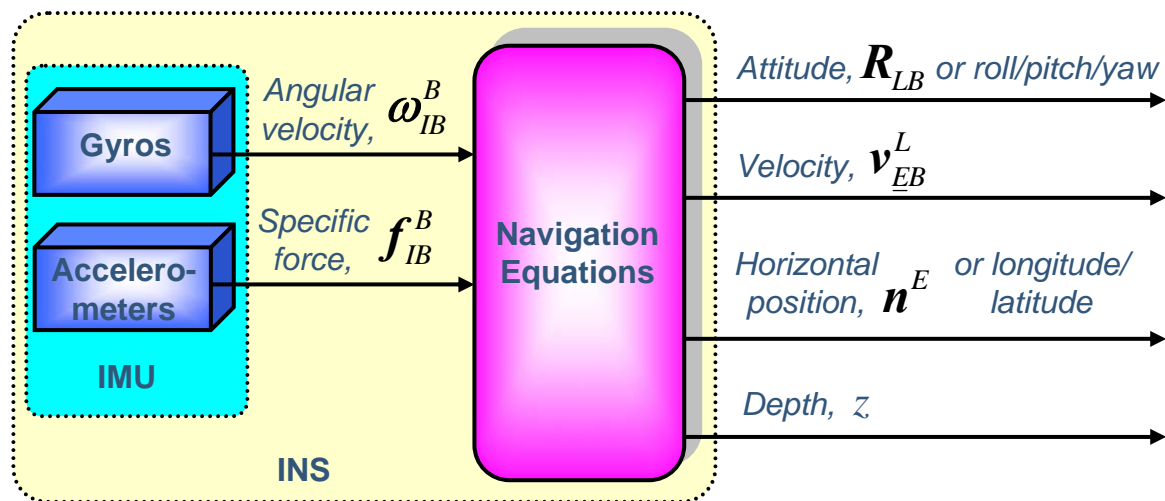 Gyros
Accelero-
meters
IMU
INS
Angular
velocity, ω^B_IB
Specific
force, f^B_IB
Navigation
Equations
Attitude, R_LB or roll/pitch/yaw
Velocity, v^L_E̲B
Horizontal
position, n^E or longitude/
latitude
Depth, z